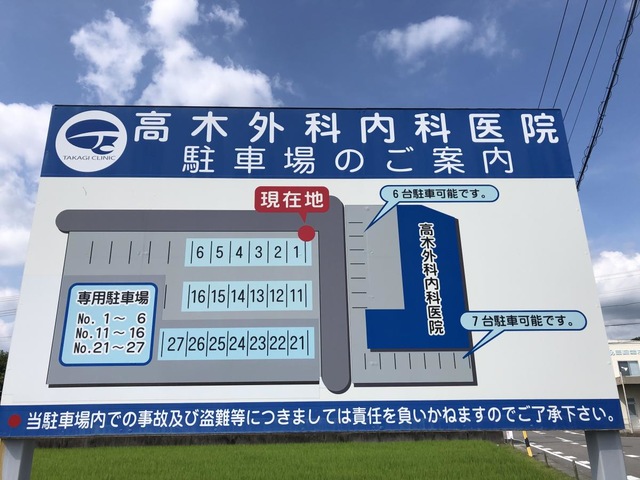 高木外科内科医院
TAKAGI CLINIC
駐車場のご案内
現在地
6台駐車可能です。
高木外科内科医院
6 5 4 3 2 1
専用駐車場
No. 1～ 6
No.11～16
No.21～27
16 15 14 13 12 11
7台駐車可能です。
27 26 25 24 23 22 21
当駐車場内での事故及び盗難等につきましては責任を負いかねますのでご了承下さい。